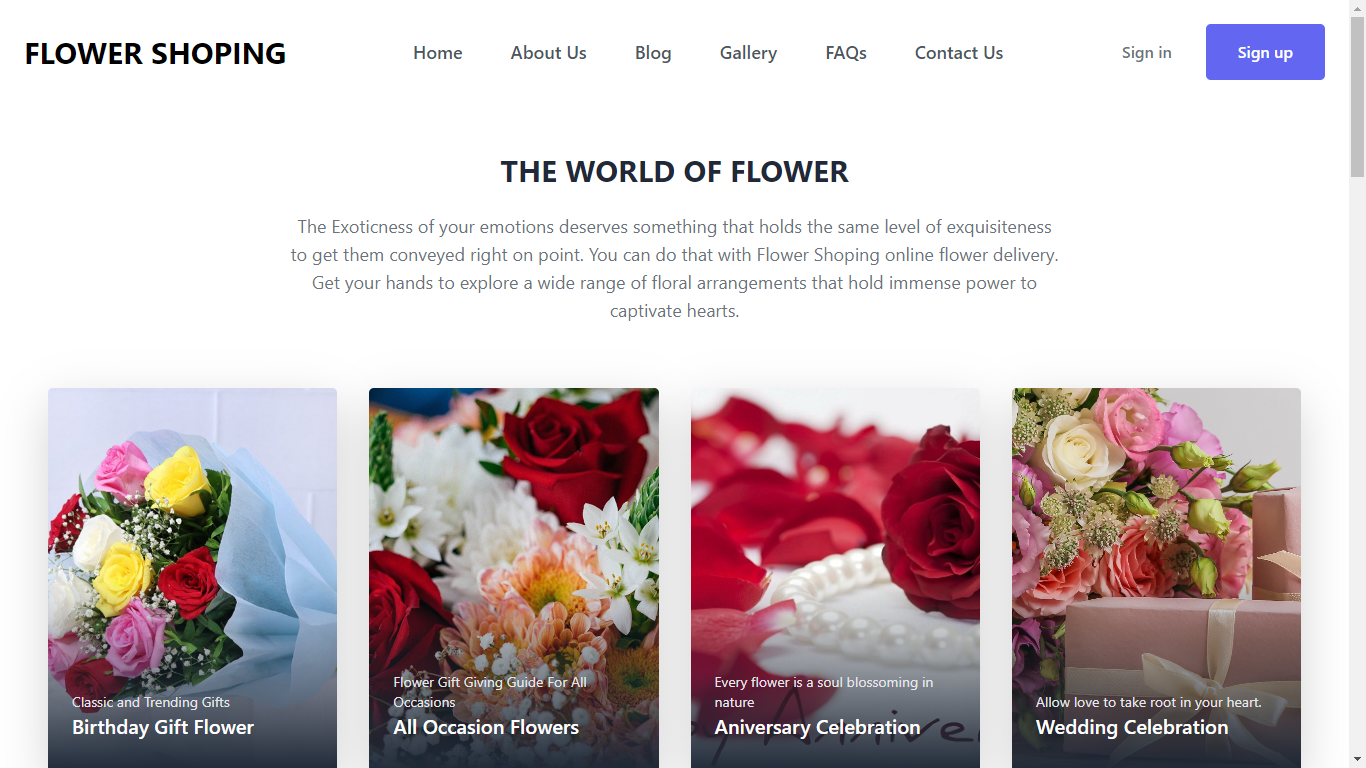 FLOWER SHOPING
Home About Us Blog Gallery FAQs Contact Us Sign in Sign up
THE WORLD OF FLOWER
The Exoticness of your emotions deserves something that holds the same level of exquisiteness
to get them conveyed right on point. You can do that with Flower Shoping online flower delivery.
Get your hands to explore a wide range of floral arrangements that hold immense power to
captivate hearts.
Classic and Trending Gifts
Birthday Gift Flower
Flower Gift Giving Guide For All
Occasions
All Occasion Flowers
Every flower is a soul blossoming in
nature
Aniversary Celebration
Allow love to take root in your heart.
Wedding Celebration